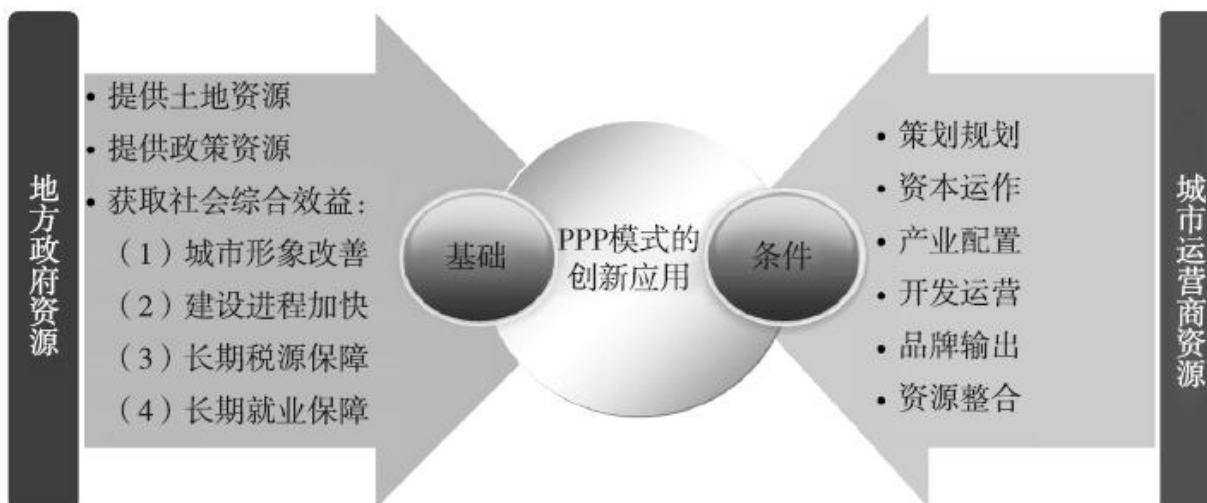 地方政府资源
• 提供土地资源
• 提供政策资源
• 获取社会综合效益：
（1）城市形象改善
（2）建设进程加快
（3）长期税源保障
（4）长期就业保障
基础
PPP模式的
创新应用
条件
• 策划规划
• 资本运作
• 产业配置
• 开发运营
• 品牌输出
• 资源整合
城市运营商资源